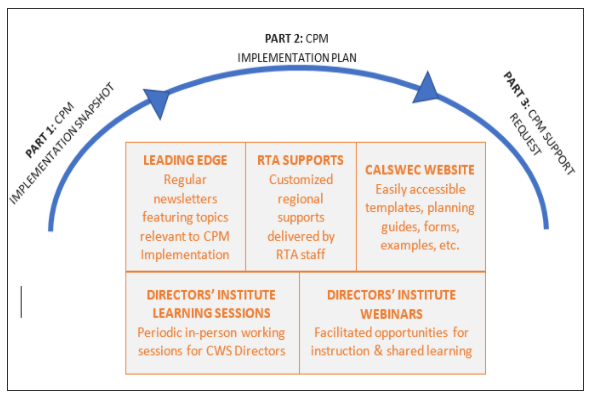 PART 1: CPM
IMPLEMENTATION SNAPSHOT
PART 2: CPM
IMPLEMENTATION PLAN
PART 3: CPM SUPPORT
REQUEST
LEADING EDGE
Regular
newsletters
featuring topics
relevant to CPM
Implementation
RTA SUPPORTS
Customized
regional
supports
delivered by
RTA staff
CALSWEC WEBSITE
Easily accessible
templates, planning
guides, forms,
examples, etc.
DIRECTORS’ INSTITUTE
LEARNING SESSIONS
Periodic in-person working
sessions for CWS Directors
DIRECTORS’ INSTITUTE
WEBINARS
Facilitated opportunities for
instruction & shared learning